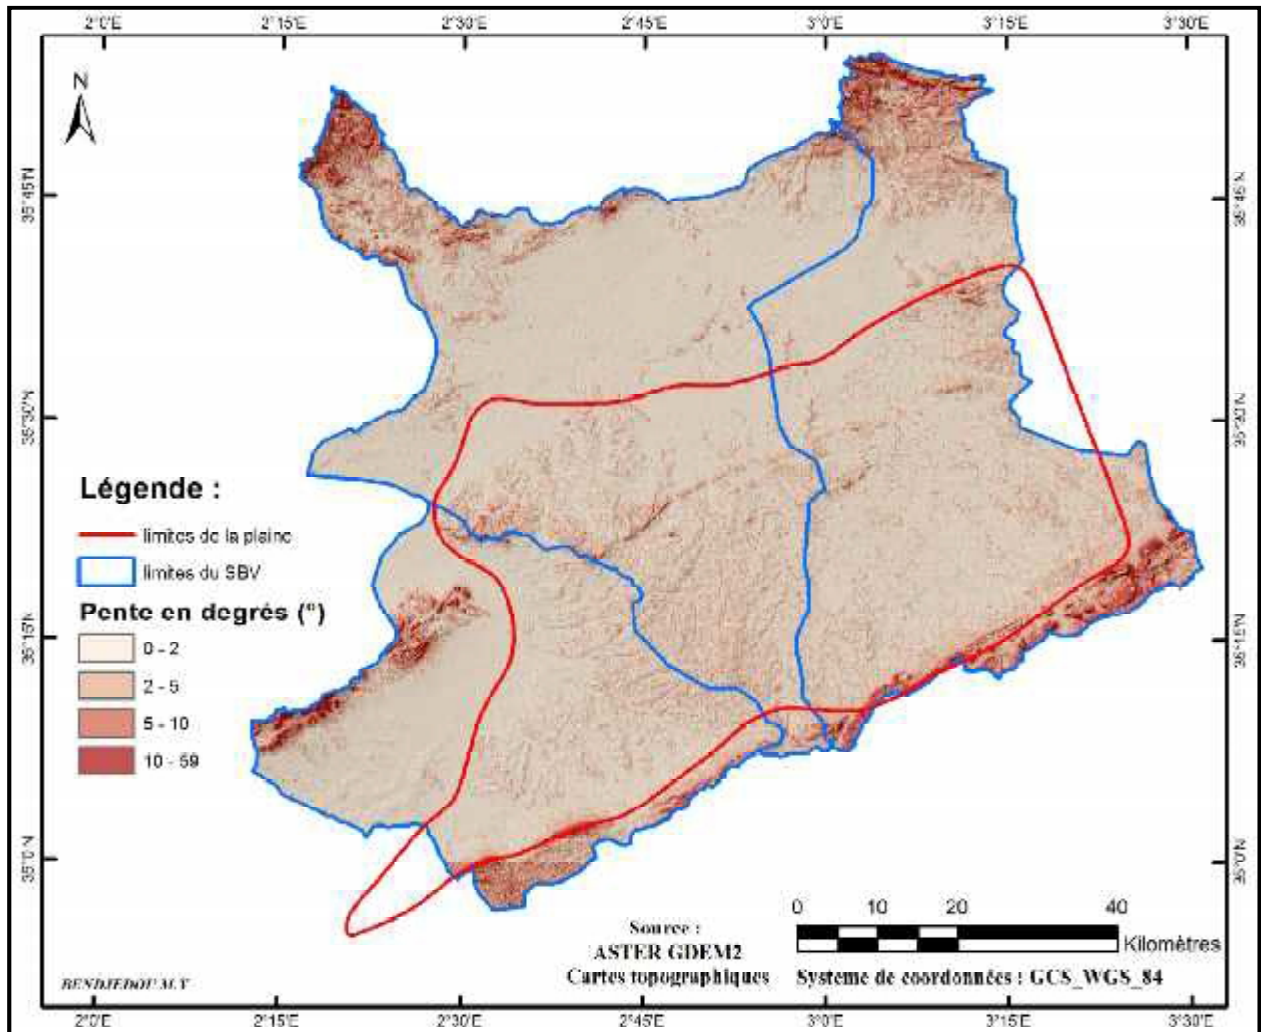 2°0'E 2°15'E 2°30'E 2°45'E 3°0'E 3°15'E 3°30'E
N
35°45'N 35°45'N
35°30'N 35°30'N
Légende :
limites de la plaine
limites du SBV
Pente en degrés (°)
0 - 2
2 - 5
5 - 10
10 - 59
35°15'N 35°15'N
35°0'N 35°0'N
0 10 20 40
Kilomètres
Source :
ASTER GDEM2
Cartes topographiques
Systeme de coordonnées : GCS_WGS_84
BENDJEDOU M.Y
2°0'E 2°15'E 2°30'E 2°45'E 3°0'E 3°15'E 3°30'E